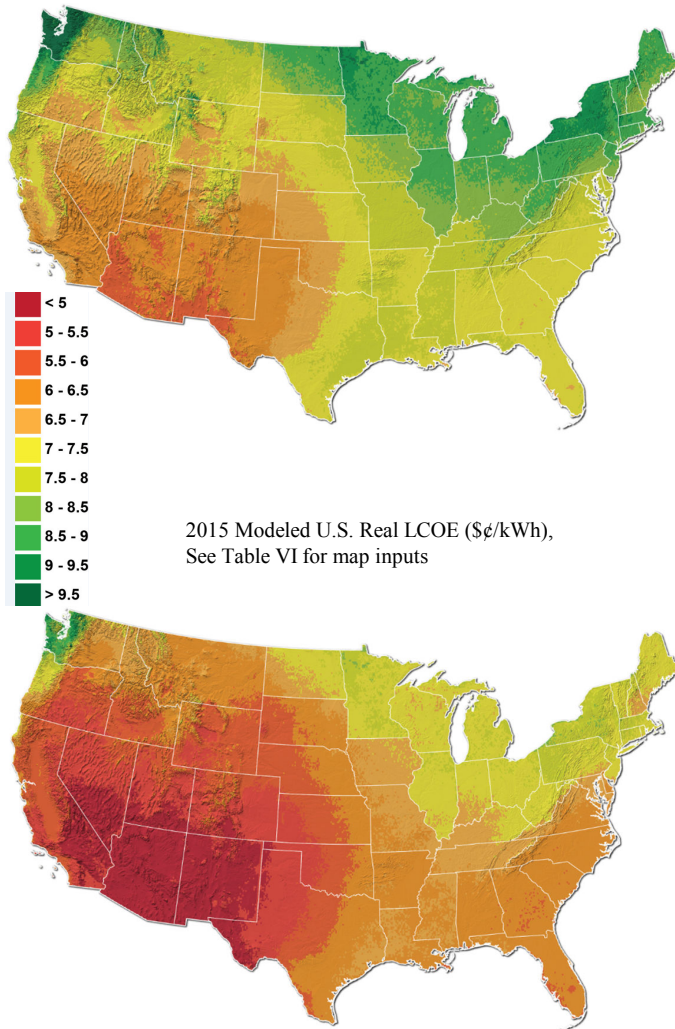 < 5
5 - 5.5
5.5 - 6
6 - 6.5
6.5 - 7
7 - 7.5
7.5 - 8
8 - 8.5
8.5 - 9
9 - 9.5
> 9.5
2015 Modeled U.S. Real LCOE ($¢/kWh),
See Table VI for map inputs